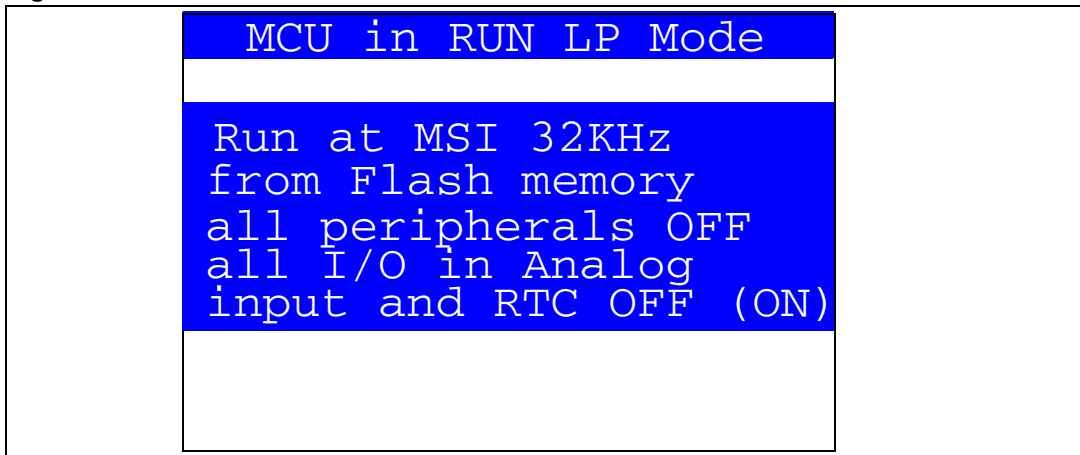 MCU in RUN LP Mode
Run at MSI 32KHz
from Flash memory
all peripherals OFF
all I/O in Analog
input and RTC OFF (ON)